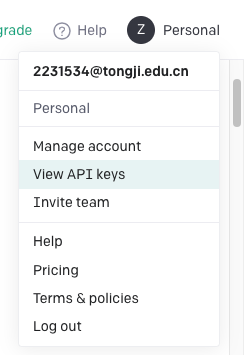 grade Help Z Personal
2231534@tongji.edu.cn
Personal
Manage account
View API keys
Invite team
Help
Pricing
Terms & policies
Log out